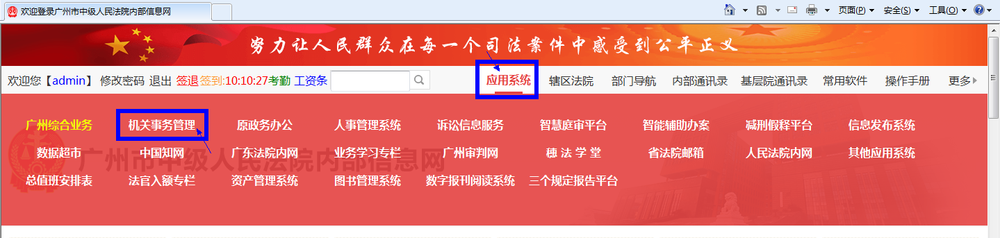 欢迎登录广州市中级人民法院内部信息网
页面(P) 安全(S) 工具(O)
努力让人民群众在每一个司法案件中感受到公平正义
欢迎您【admin】 修改密码 退出 签退 签到:10:10:27考勤 工资条 应用系统 辖区法院 部门导航 内部通讯录 基层院通讯录 常用软件 操作手册 更多
广州综合业务 机关事务管理 原政务办公 人事管理系统 诉讼信息服务 智慧庭审平台 智能辅助办案 减刑假释平台 信息发布系统
数据超市 中国知网 广东法院内网 业务学习专栏 广州审判网 穗 法 学 堂 省法院邮箱 人民法院内网 其他应用系统
广州市中级人民法院内部信息网
总值班安排表 法官入额专栏 资产管理系统 图书管理系统 数字报刊阅读系统 三个规定报告平台